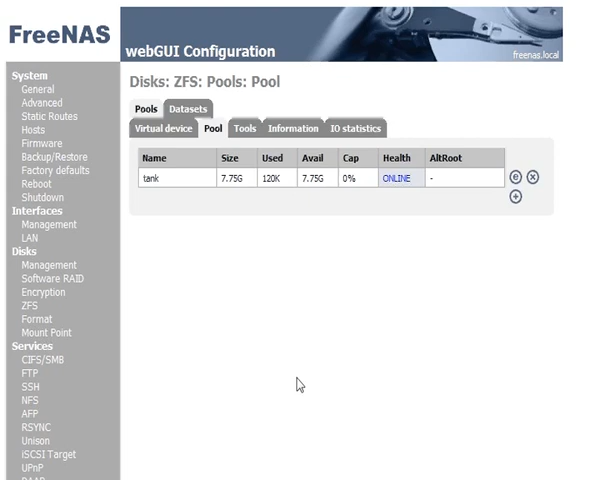 FreeNAS
webGUI Configuration
freenas.local
System
General
Advanced
Static Routes
Hosts
Firmware
Backup/Restore
Factory defaults
Reboot
Shutdown
Interfaces
Management
LAN
Disks
Management
Software RAID
Encryption
ZFS
Format
Mount Point
Services
CIFS/SMB
FTP
SSH
NFS
AFP
RSYNC
Unison
iSCSI Target
UPnP
Disks: ZFS: Pools: Pool
Pools Datasets
Virtual device Pool Tools Information IO statistics
Name Size Used Avail Cap Health AltRoot
tank 7.75G 120K 7.75G 0% ONLINE - e